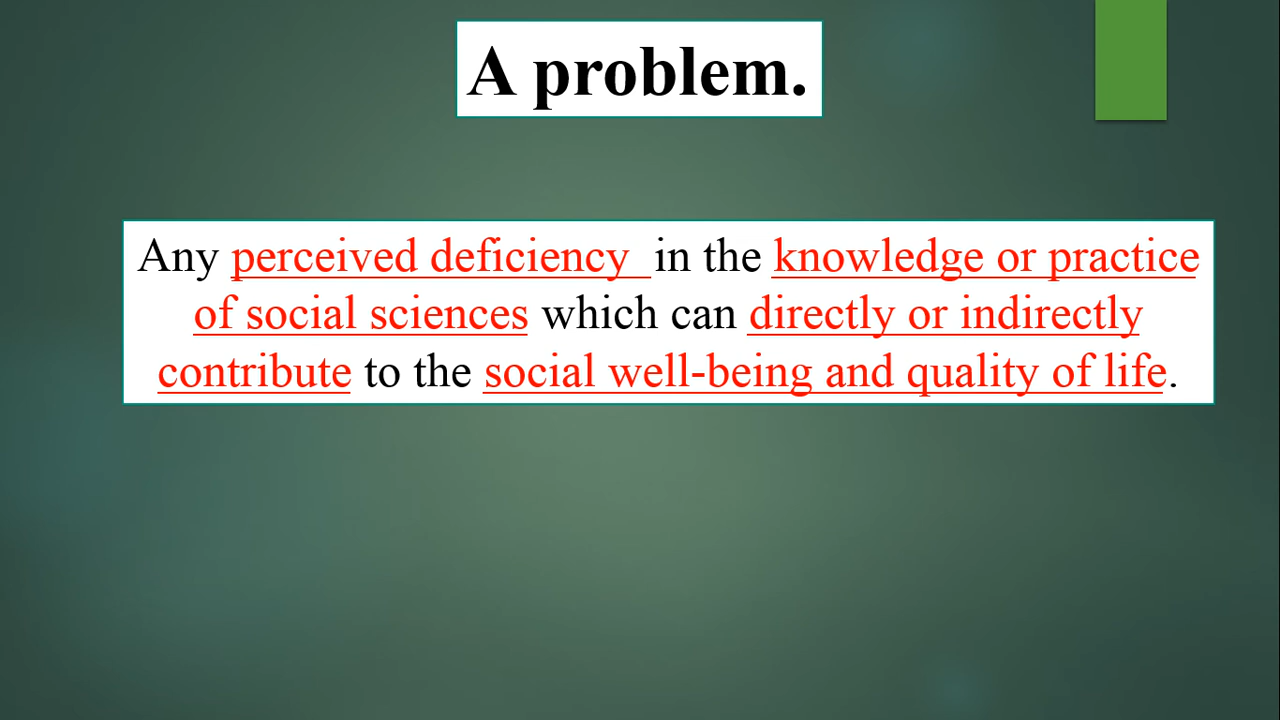 A problem.
Any perceived deficiency in the knowledge or practice
of social sciences which can directly or indirectly
contribute to the social well-being and quality of life.